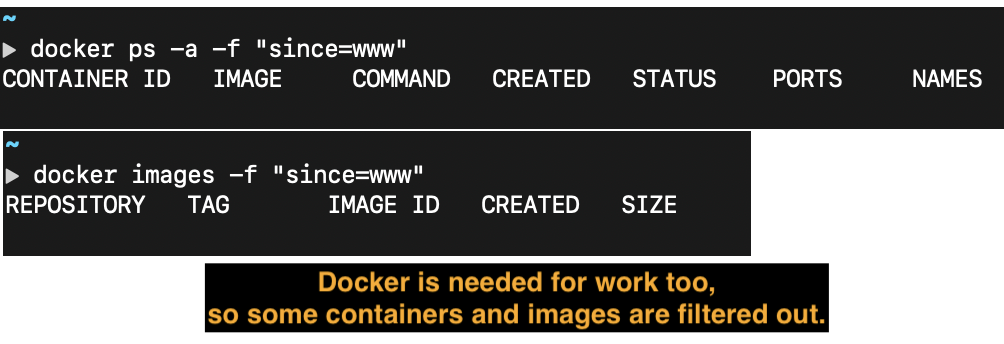 ~
▶ docker ps -a -f "since=www"
CONTAINER ID IMAGE COMMAND CREATED STATUS PORTS NAMES
~
▶ docker images -f "since=www"
REPOSITORY TAG IMAGE ID CREATED SIZE
Docker is needed for work too,
so some containers and images are filtered out.